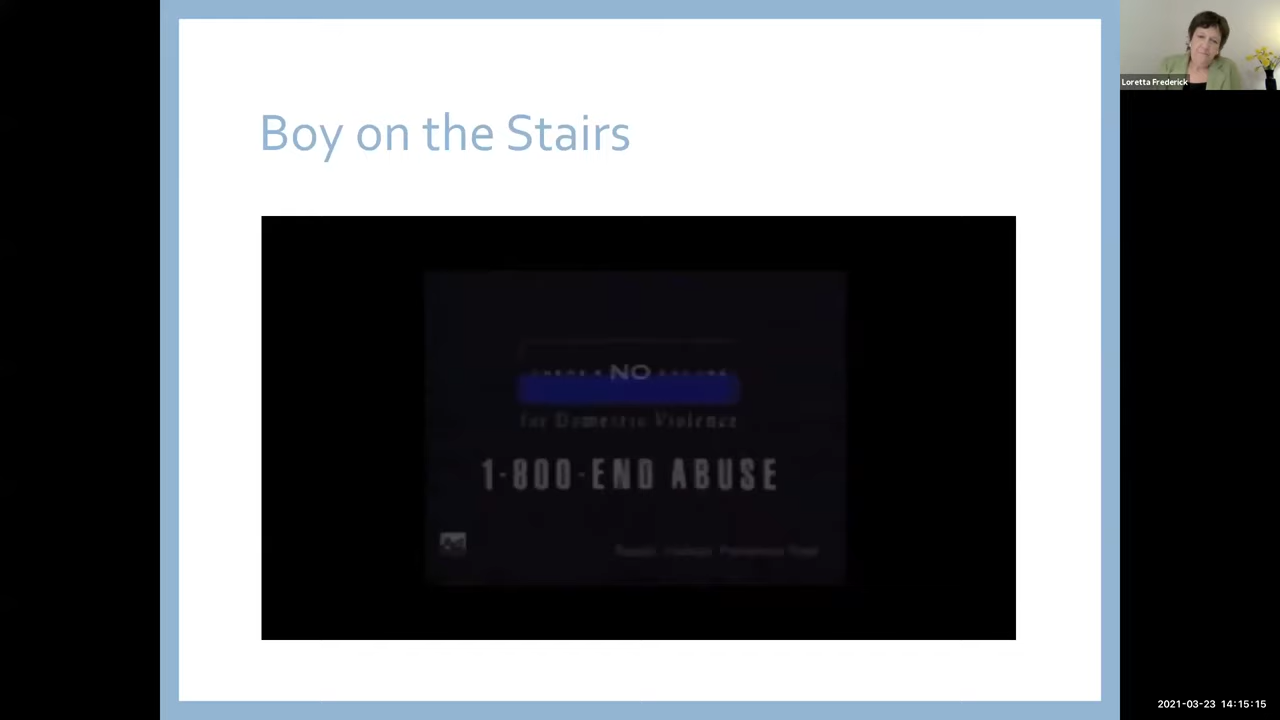 Loretta Frederick
Boy on the Stairs
NO
for Domestic Violence
1-800-END ABUSE
2021-03-23 14:15:15